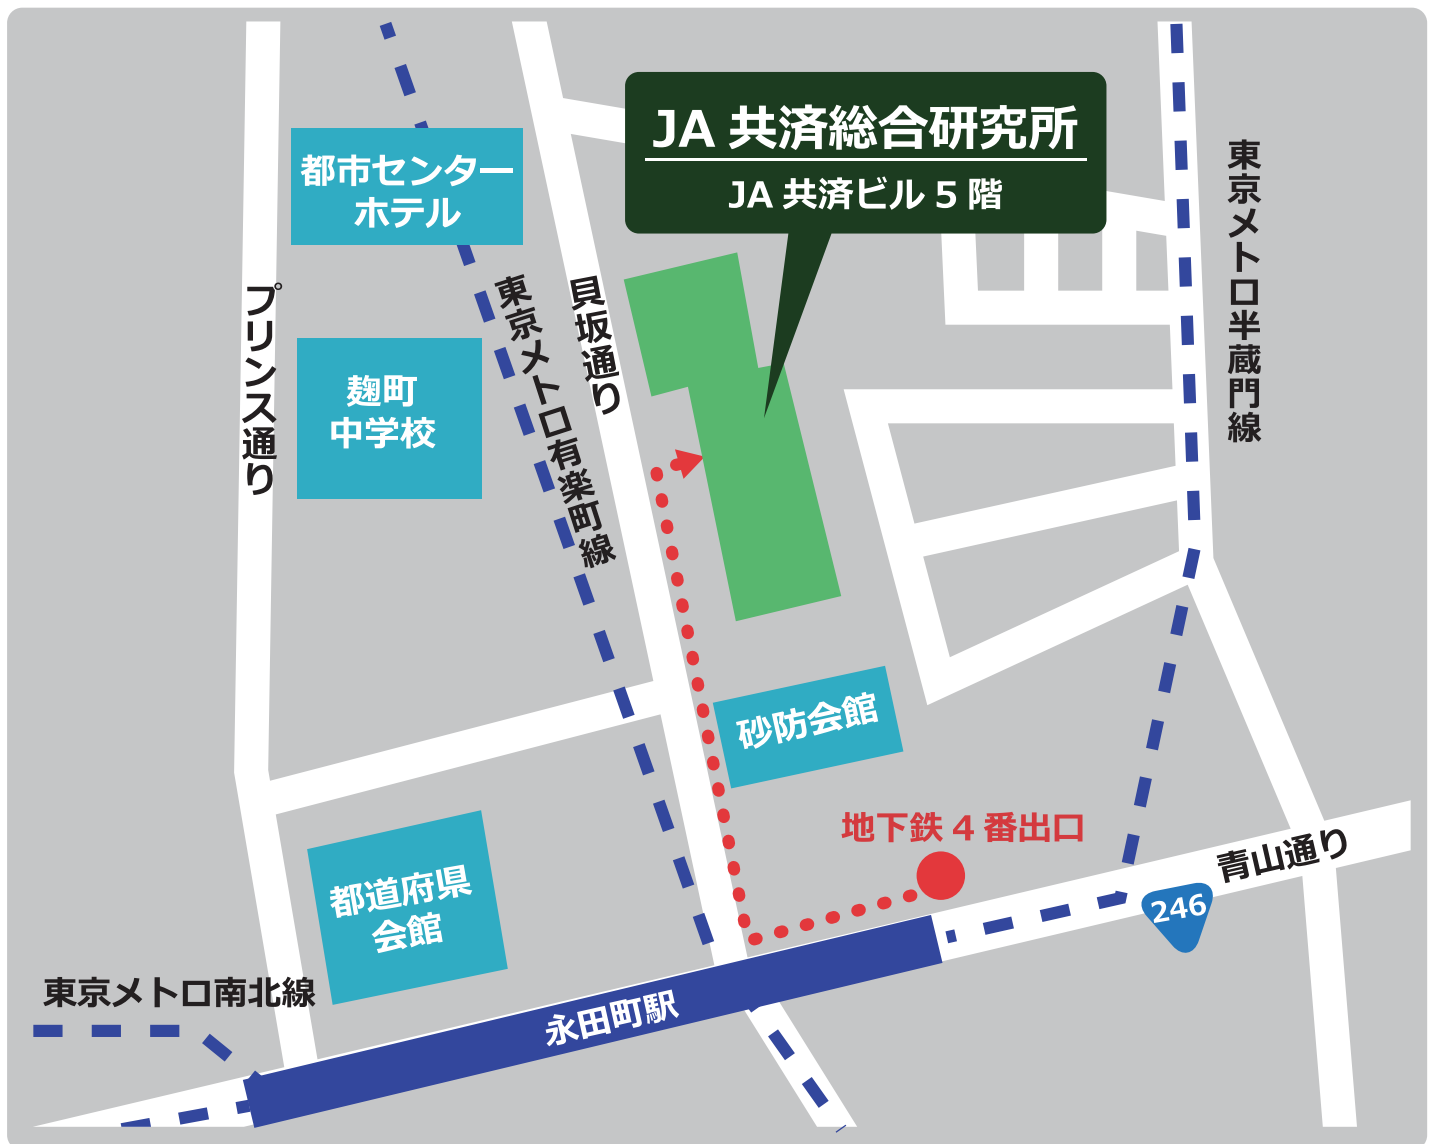 JA 共済総合研究所
JA 共済ビル 5 階
都市センター
ホテル
東京メトロ半蔵門線
プリンス通り
東京メトロ有楽町線
貝坂通り
麹町
中学校
砂防会館
地下鉄 4 番出口
青山通り
246
都道府県
会館
東京メトロ南北線
永田町駅